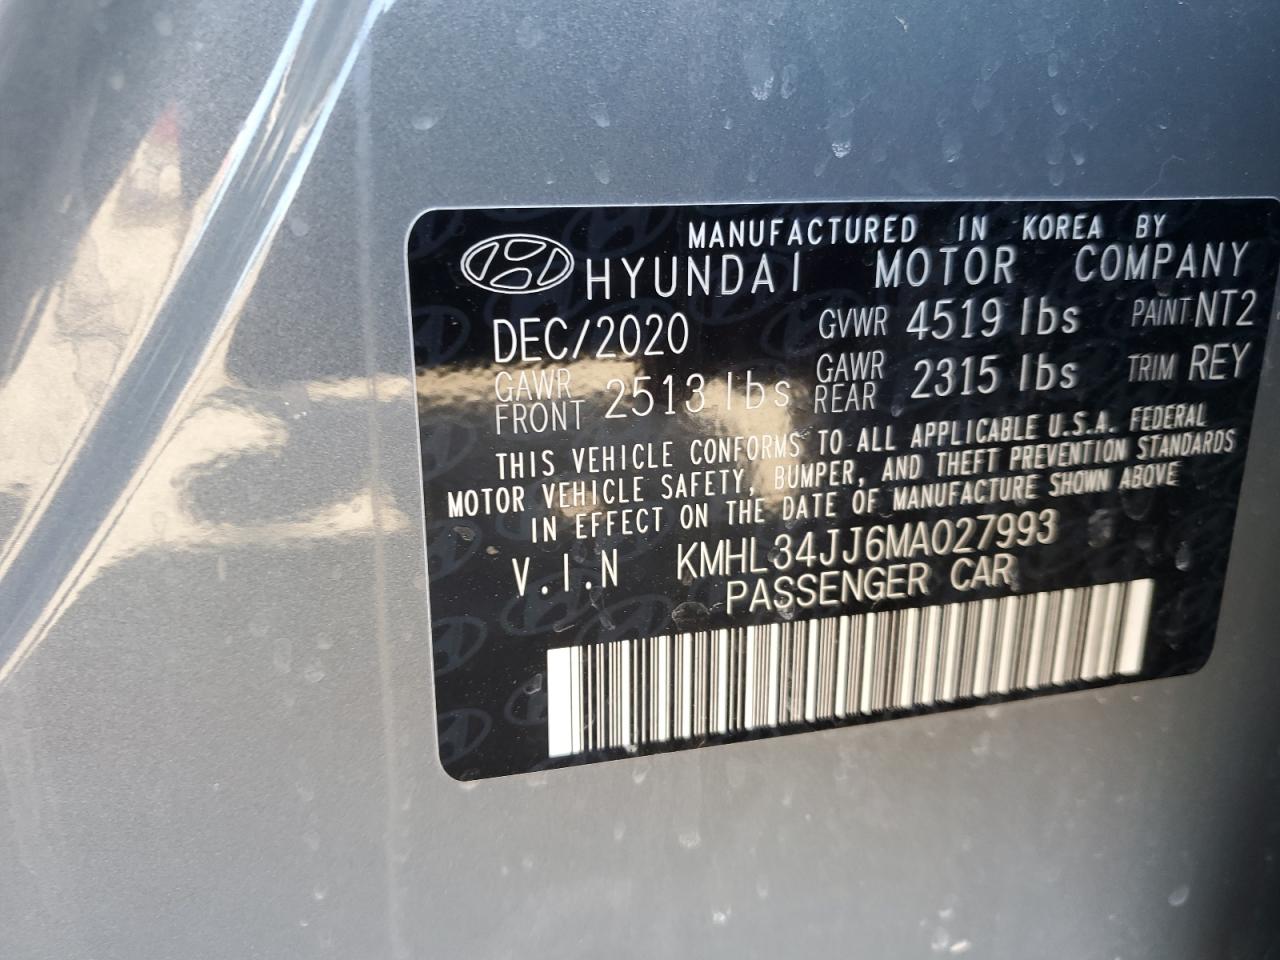 MANUFACTURED IN KOREA BY
HYUNDAI MOTOR COMPANY
DEC/2020 GVWR 4519 lbs PAINT NT2
GAWR FRONT 2513 lbs GAWR REAR 2315 lbs TRIM REY
THIS VEHICLE CONFORMS TO ALL APPLICABLE U.S.A. FEDERAL
MOTOR VEHICLE SAFETY, BUMPER, AND THEFT PREVENTION STANDARDS
IN EFFECT ON THE DATE OF MANUFACTURE SHOWN ABOVE
V.I.N KMHL34JJ6MA027993
PASSENGER CAR